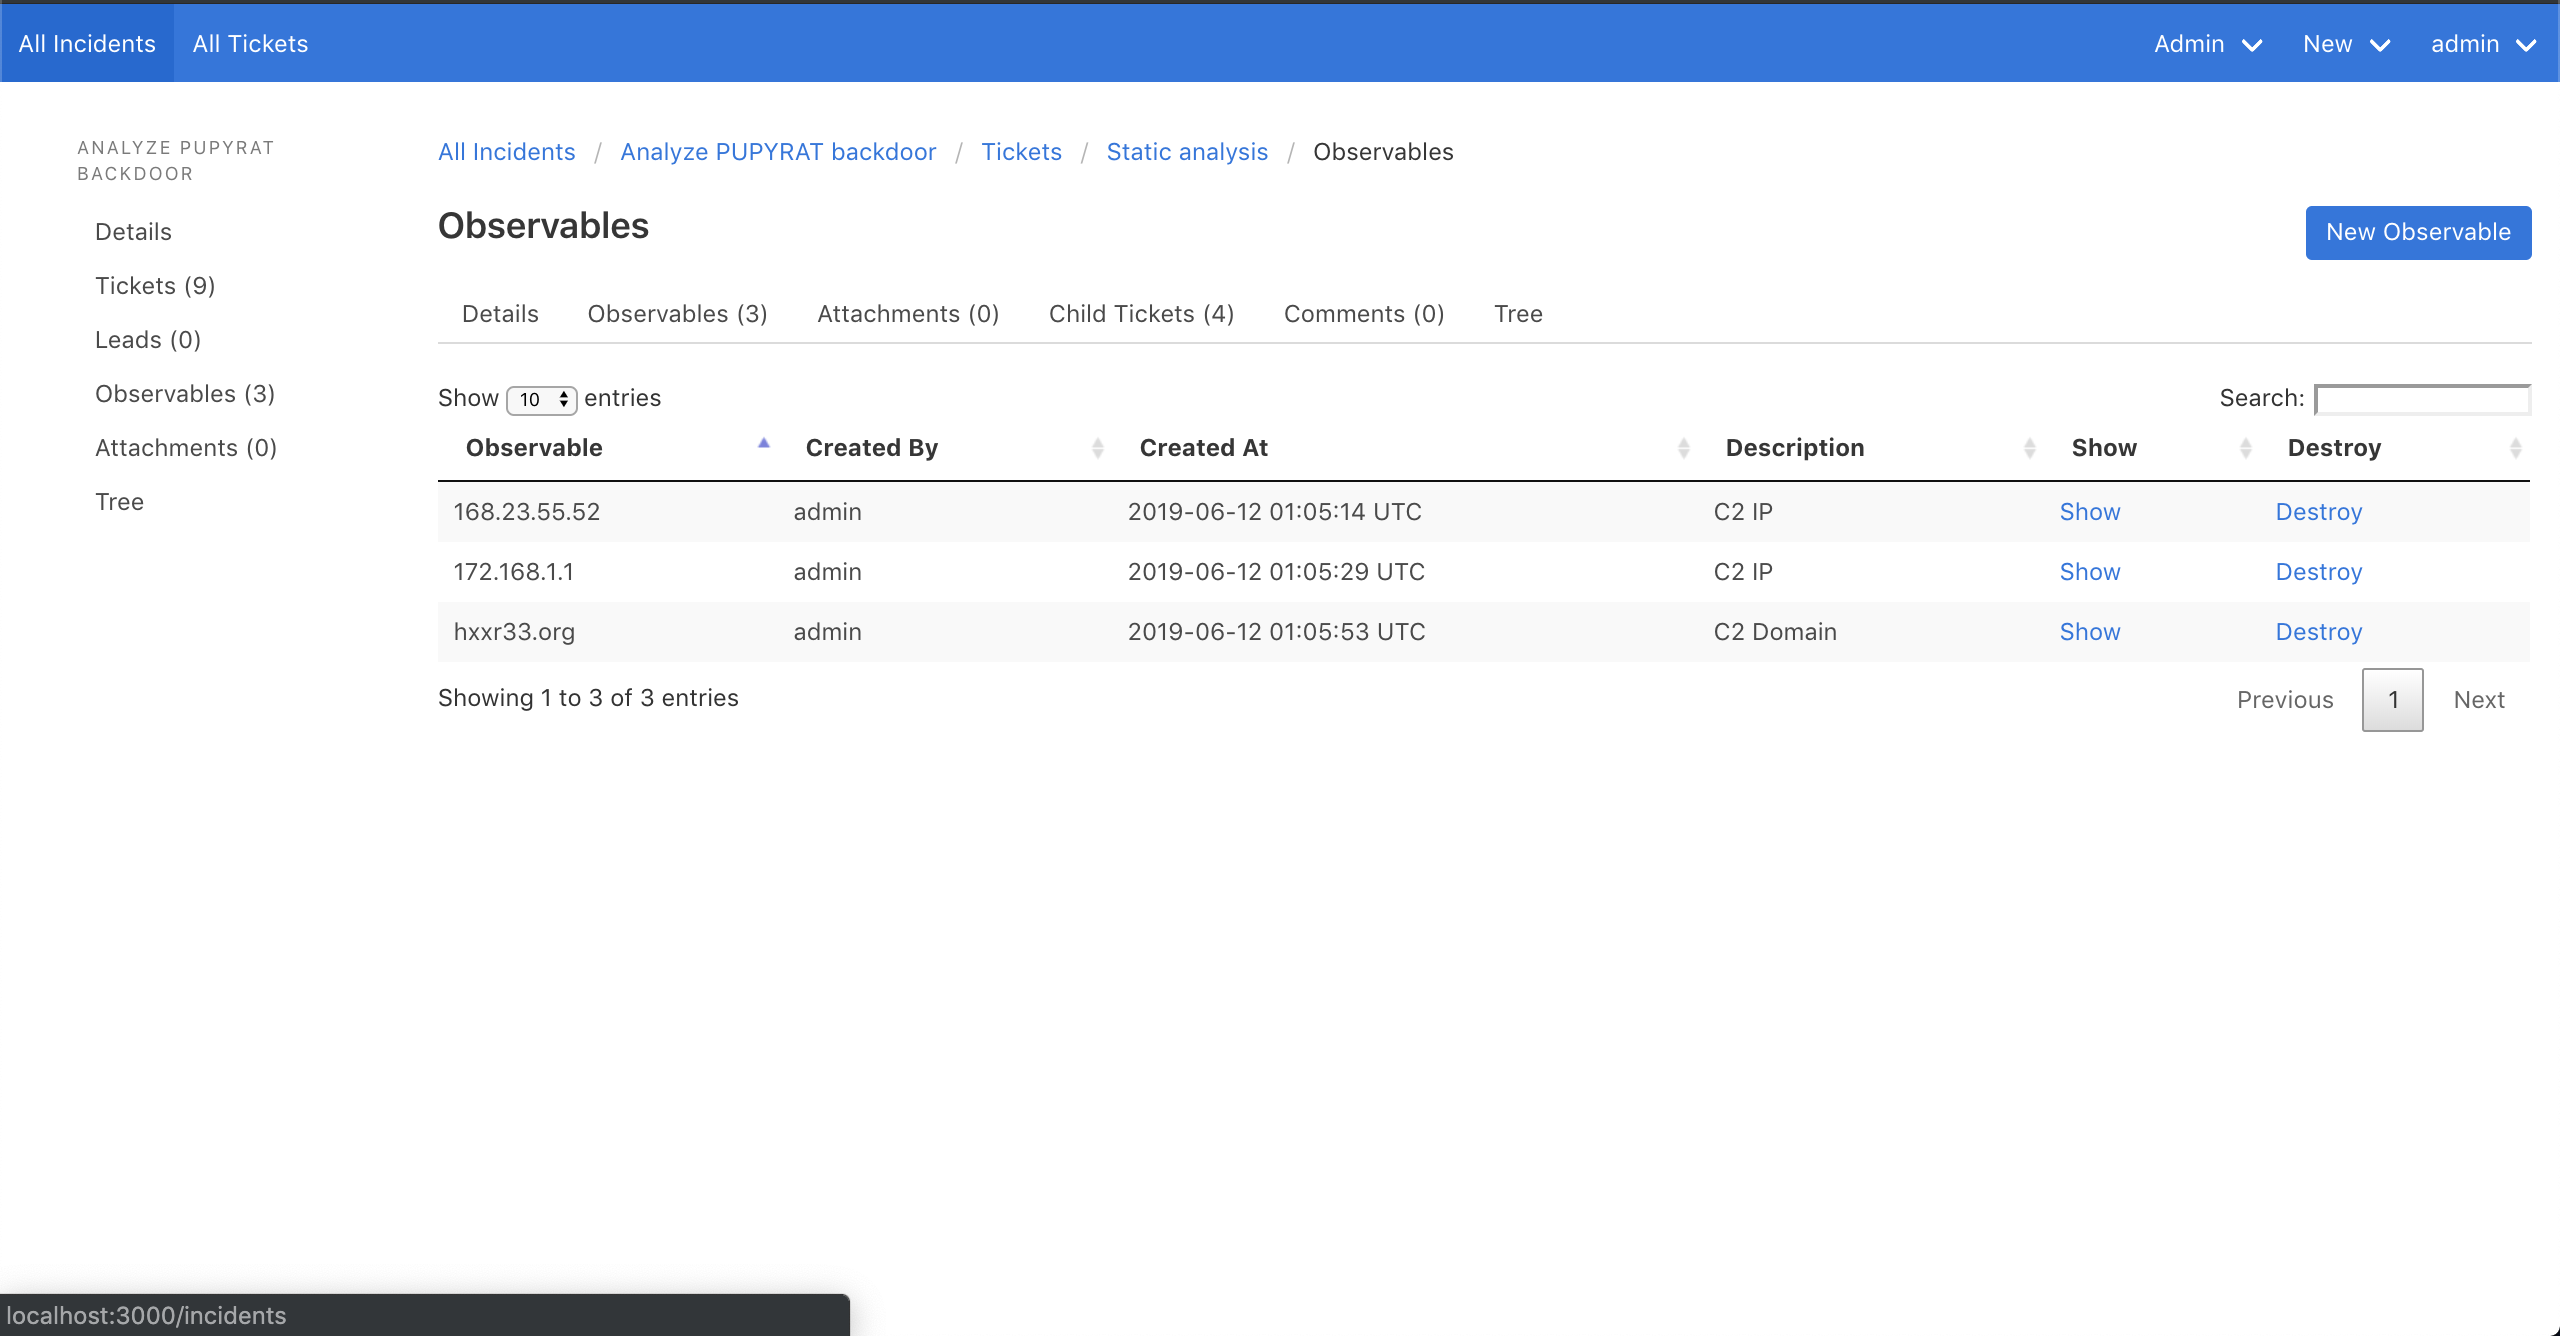 All Incidents All Tickets Admin New admin
ANALYZE PUPYRAT
BACKDOOR
Details
Tickets (9)
Leads (0)
Observables (3)
Attachments (0)
Tree
All Incidents / Analyze PUPYRAT backdoor / Tickets / Static analysis / Observables
Observables
New Observable
Details Observables (3) Attachments (0) Child Tickets (4) Comments (0) Tree
Show 10 entries Search:
Observable Created By Created At Description Show Destroy
168.23.55.52 admin 2019-06-12 01:05:14 UTC C2 IP Show Destroy
172.168.1.1 admin 2019-06-12 01:05:29 UTC C2 IP Show Destroy
hxxr33.org admin 2019-06-12 01:05:53 UTC C2 Domain Show Destroy
Showing 1 to 3 of 3 entries Previous 1 Next
localhost:3000/incidents